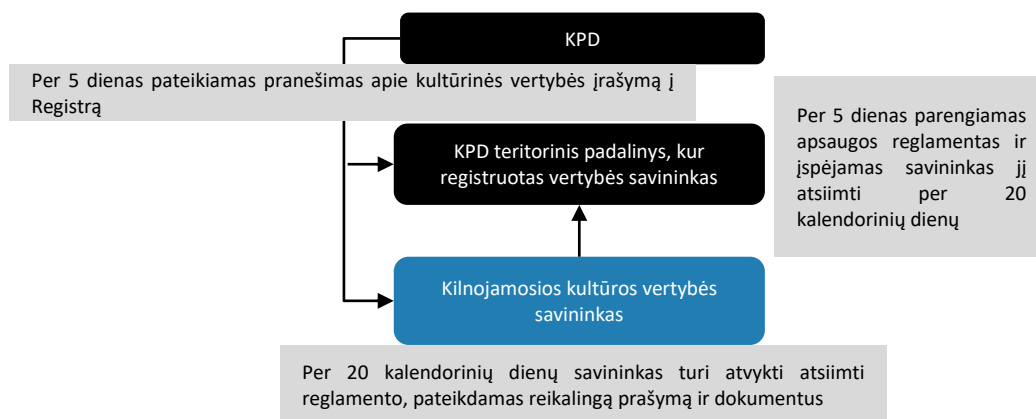 KPD
Per 5 dienas pateikiamas pranešimas apie kultūrinės vertybės įrašymą į
Registrą
Per 5 dienas parengiamas
apsaugos reglamentas ir
įspėjamas savininkas jį
atsiimti per 20
kalendorinių dienų
KPD teritorinis padalinys, kur
registruotas vertybės savininkas
Kilnojamosios kultūros vertybės
savininkas
Per 20 kalendorinių dienų savininkas turi atvykti atsiimti
reglamento, pateikdamas reikalingą prašymą ir dokumentus